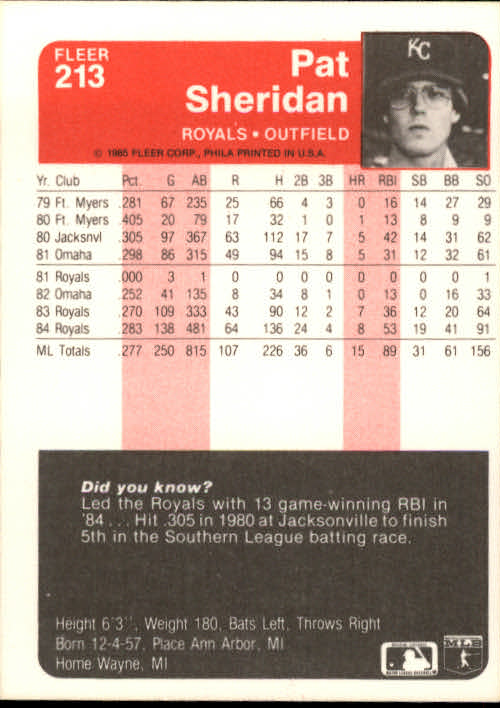 FLEER
213
Pat
Sheridan
ROYALS • OUTFIELD
KC
© 1985 FLEER CORP., PHILA PRINTED IN U.S.A.
Yr. Club Pct. G AB R H 2B 3B HR RBI SB BB SO
79 Ft. Myers .281 67 235 25 66 4 3 0 16 14 27 29
80 Ft. Myers .405 20 79 17 32 1 0 1 13 8 9 9
80 Jacksnvl .305 97 367 63 112 17 7 5 42 14 31 62
81 Omaha .298 86 315 49 94 15 8 5 31 12 32 61
81 Royals .000 3 1 0 0 0 0 0 0 0 0 1
82 Omaha .252 41 135 8 34 8 1 0 13 0 16 33
83 Royals .270 109 333 43 90 12 2 7 36 12 20 64
84 Royals .283 138 481 64 136 24 4 8 53 19 41 91
ML Totals .277 250 815 107 226 36 6 15 89 31 61 156
Did you know?
Led the Royals with 13 game-winning RBI in
'84 . . . Hit .305 in 1980 at Jacksonville to finish
5th in the Southern League batting race.
Height 6'3'', Weight 180, Bats Left, Throws Right
Born 12-4-57, Place Ann Arbor, MI
Home Wayne, MI
MLB